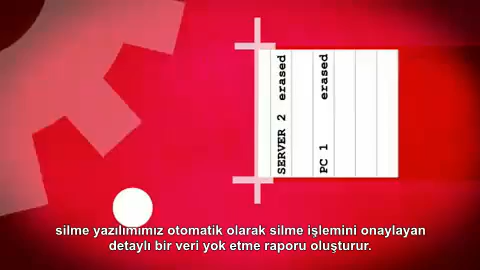 SERVER 2 erased
PC 1 erased
silme yazılımımız otomatik olarak silme işlemini onaylayan
detaylı bir veri yok etme raporu oluşturur.